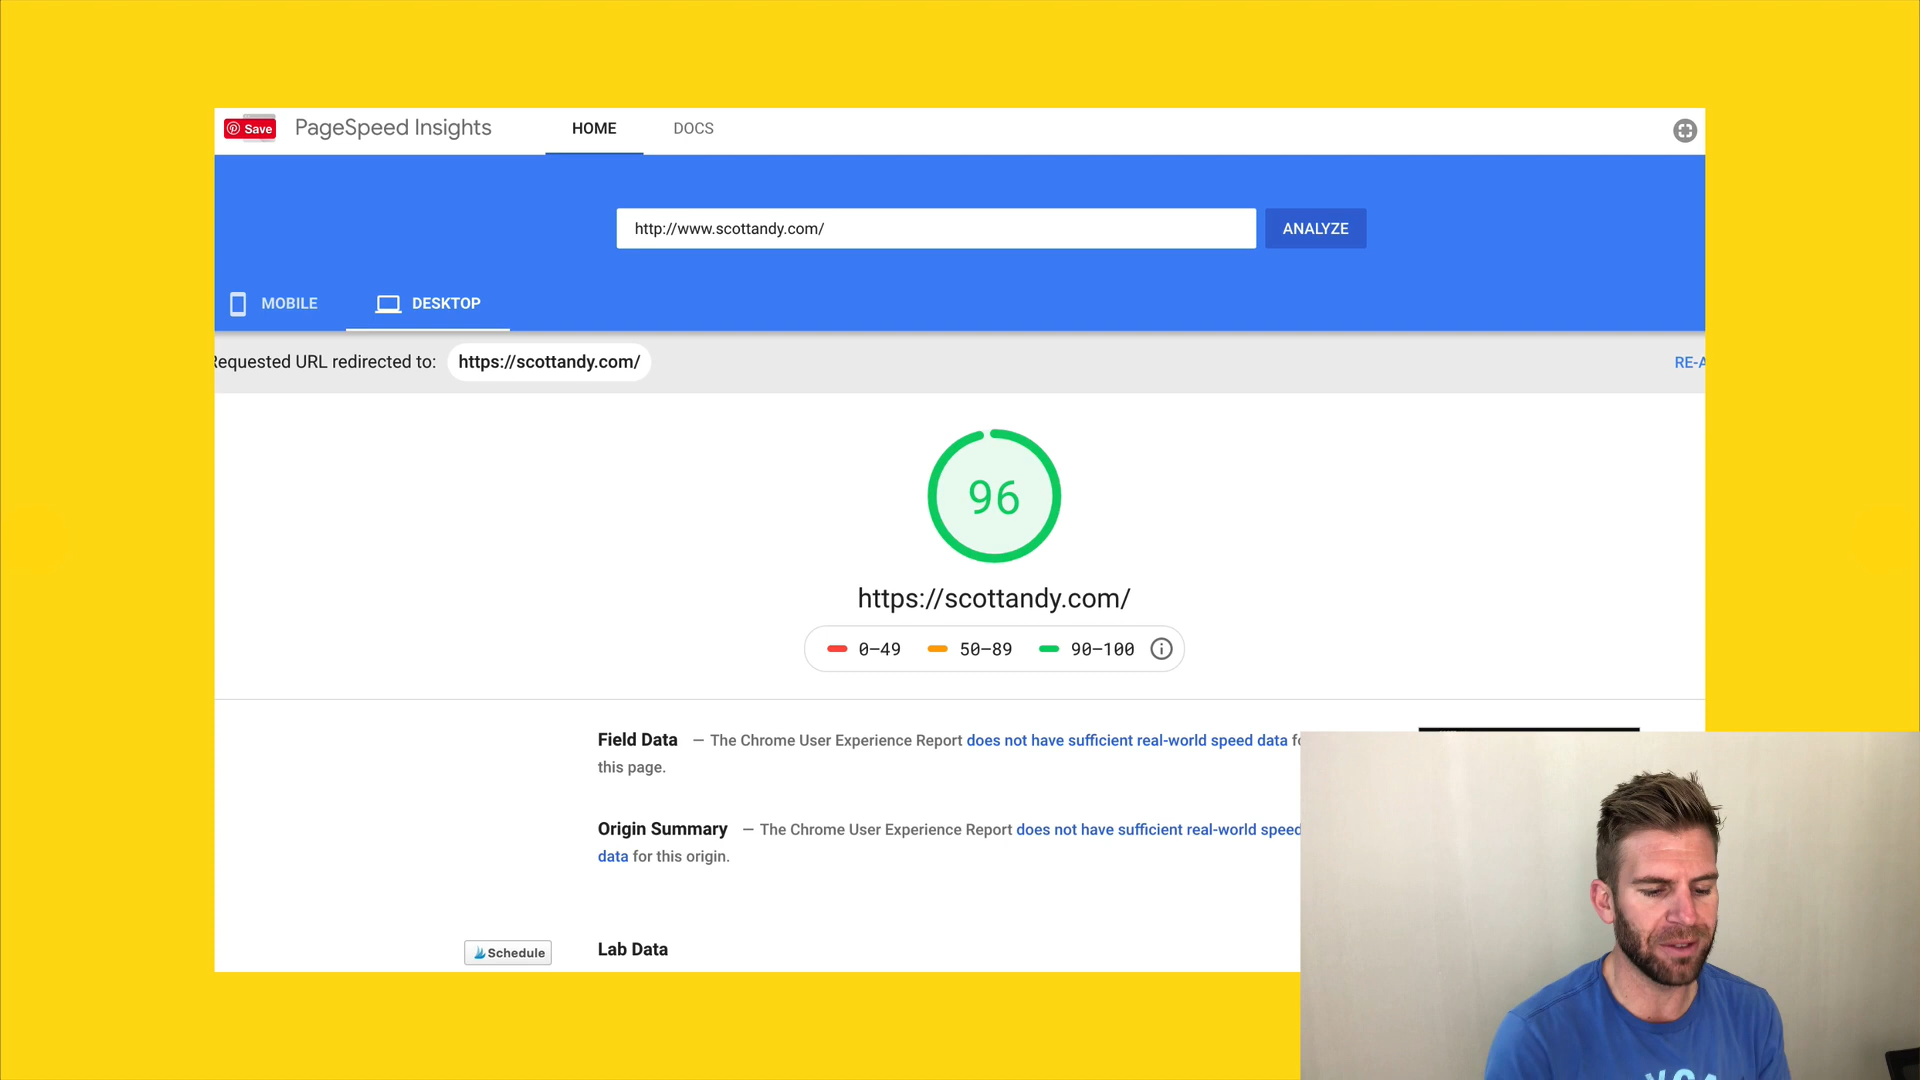 Save
PageSpeed Insights
HOME
DOCS
http://www.scottandy.com/
ANALYZE
MOBILE
DESKTOP
Requested URL redirected to: https://scottandy.com/
RE-A
96
https://scottandy.com/
0–49 50–89 90–100
Field Data — The Chrome User Experience Report does not have sufficient real-world speed data fo
this page.
Origin Summary — The Chrome User Experience Report does not have sufficient real-world speed
data for this origin.
Schedule
Lab Data